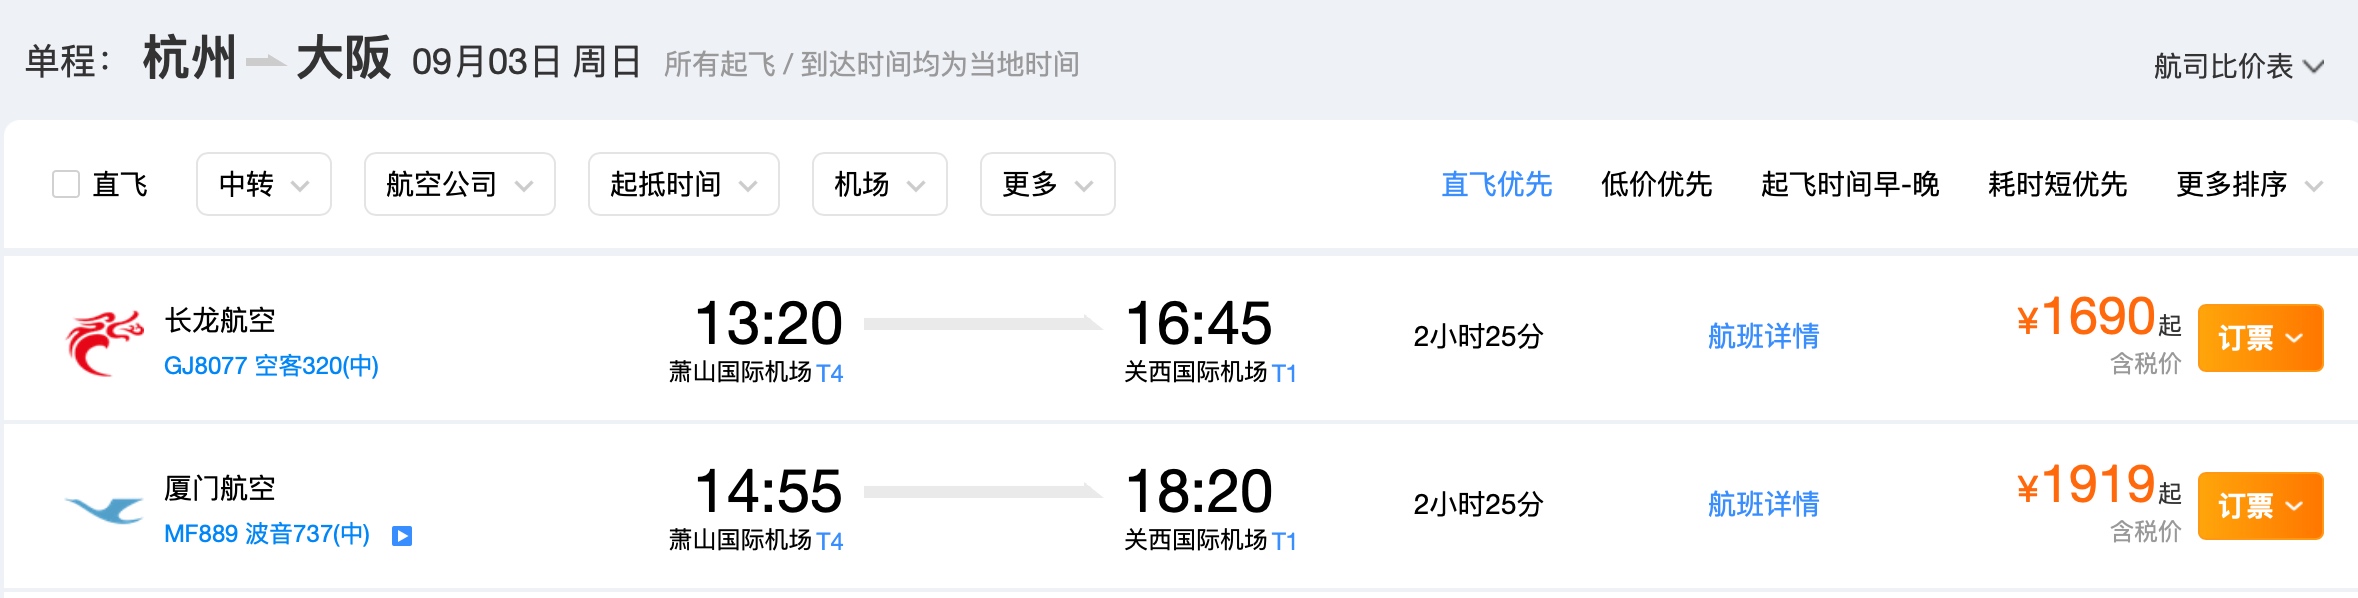 单程： 杭州 大阪 09月03日 周日 所有起飞 / 到达时间均为当地时间 航司比价表
直飞 中转 航空公司 起抵时间 机场 更多 直飞优先 低价优先 起飞时间早-晚 耗时短优先 更多排序
长龙航空 13:20 16:45 2小时25分 航班详情 ¥1690起 订票
GJ8077 空客320(中) 萧山国际机场 T4 关西国际机场 T1 含税价
厦门航空 14:55 18:20 2小时25分 航班详情 ¥1919起 订票
MF889 波音737(中) 萧山国际机场 T4 关西国际机场 T1 含税价